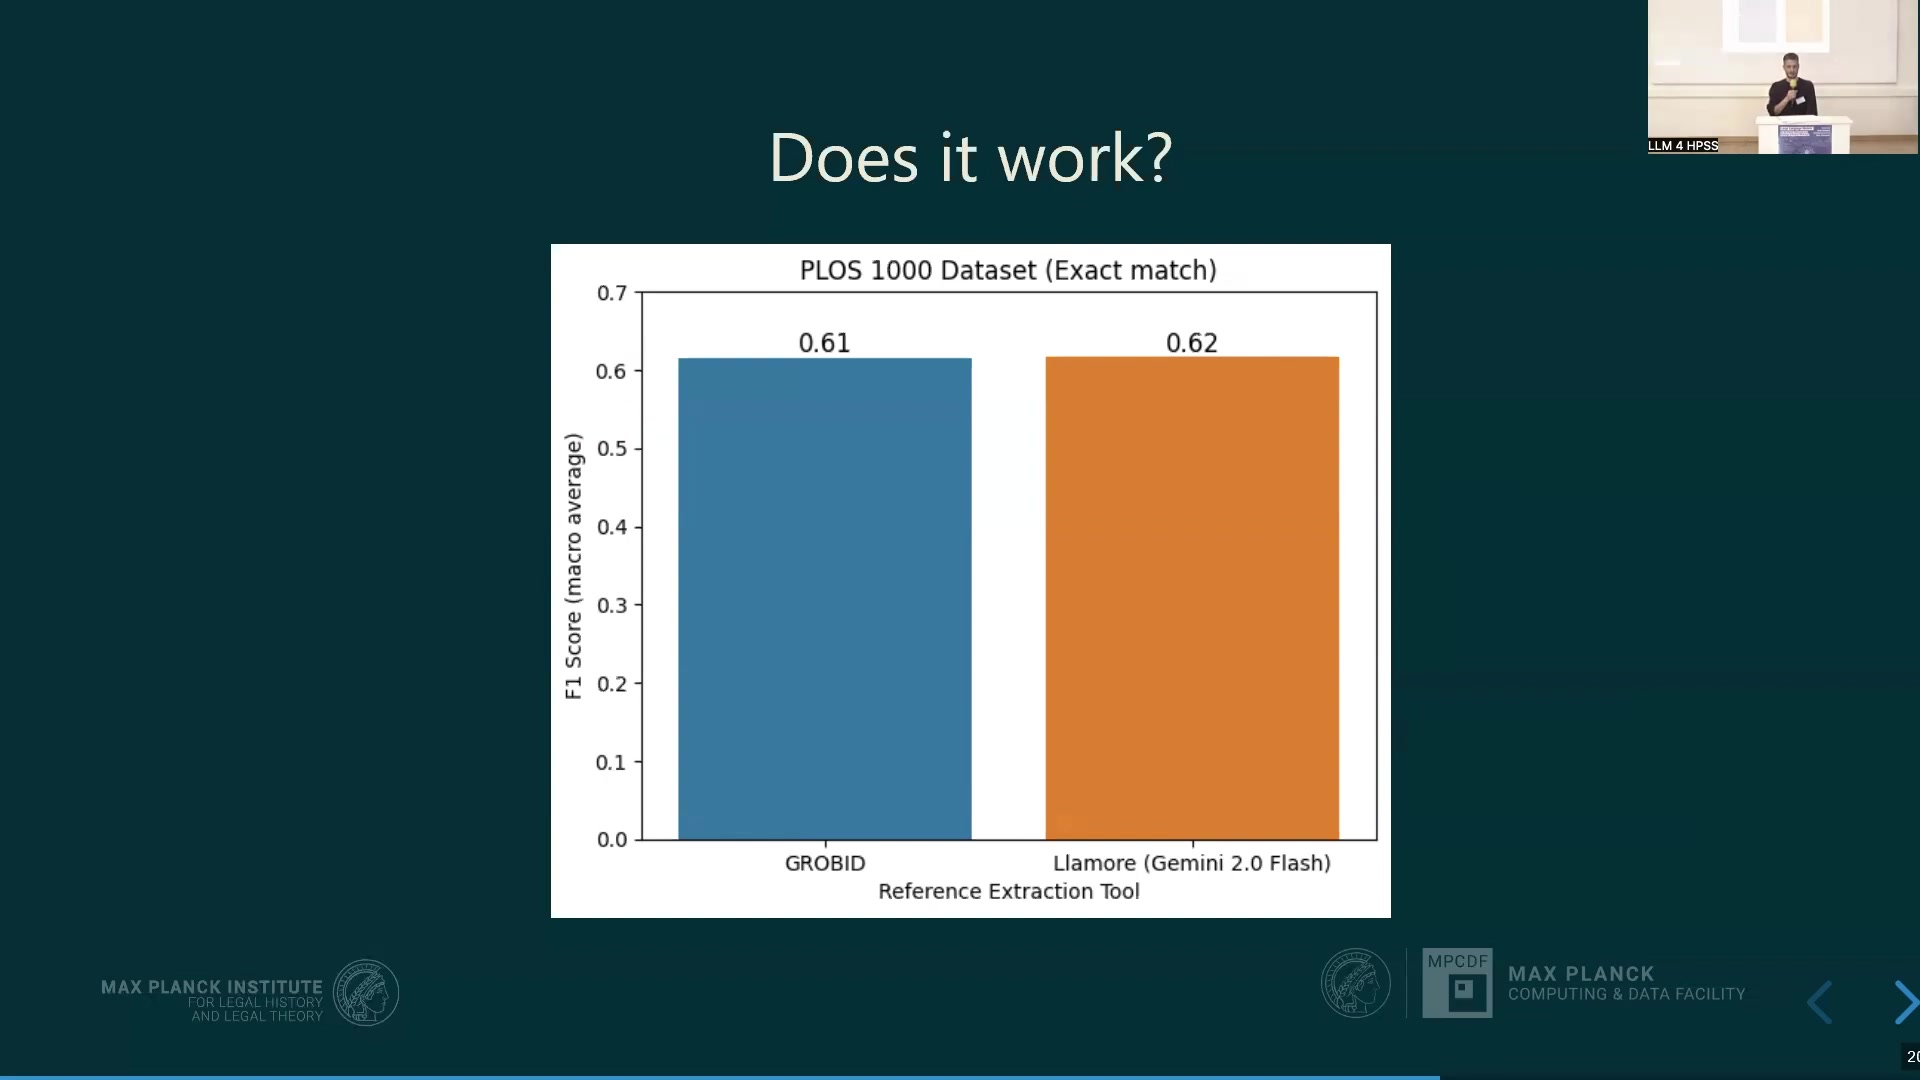 LLM 4 HPSS
Does it work?
PLOS 1000 Dataset (Exact match)
0.7
0.6
0.5
0.4
0.3
0.2
0.1
0.0
F1 Score (macro average)
0.61
0.62
GROBID
Llamore (Gemini 2.0 Flash)
Reference Extraction Tool
MAX PLANCK INSTITUTE
FOR LEGAL HISTORY
AND LEGAL THEORY
MPCDF
MAX PLANCK
COMPUTING & DATA FACILITY